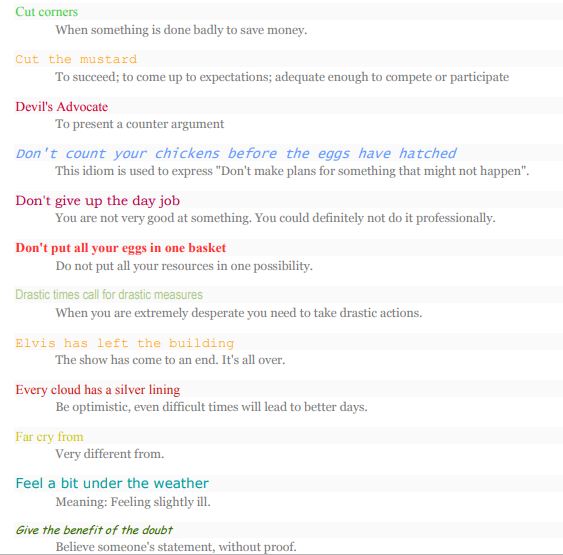 Cut corners
When something is done badly to save money.
Cut the mustard
To succeed; to come up to expectations; adequate enough to compete or participate
Devil's Advocate
To present a counter argument
Don't count your chickens before the eggs have hatched
This idiom is used to express "Don't make plans for something that might not happen".
Don't give up the day job
You are not very good at something. You could definitely not do it professionally.
Don't put all your eggs in one basket
Do not put all your resources in one possibility.
Drastic times call for drastic measures
When you are extremely desperate you need to take drastic actions.
Elvis has left the building
The show has come to an end. It's all over.
Every cloud has a silver lining
Be optimistic, even difficult times will lead to better days.
Far cry from
Very different from.
Feel a bit under the weather
Meaning: Feeling slightly ill.
Give the benefit of the doubt
Believe someone's statement, without proof.